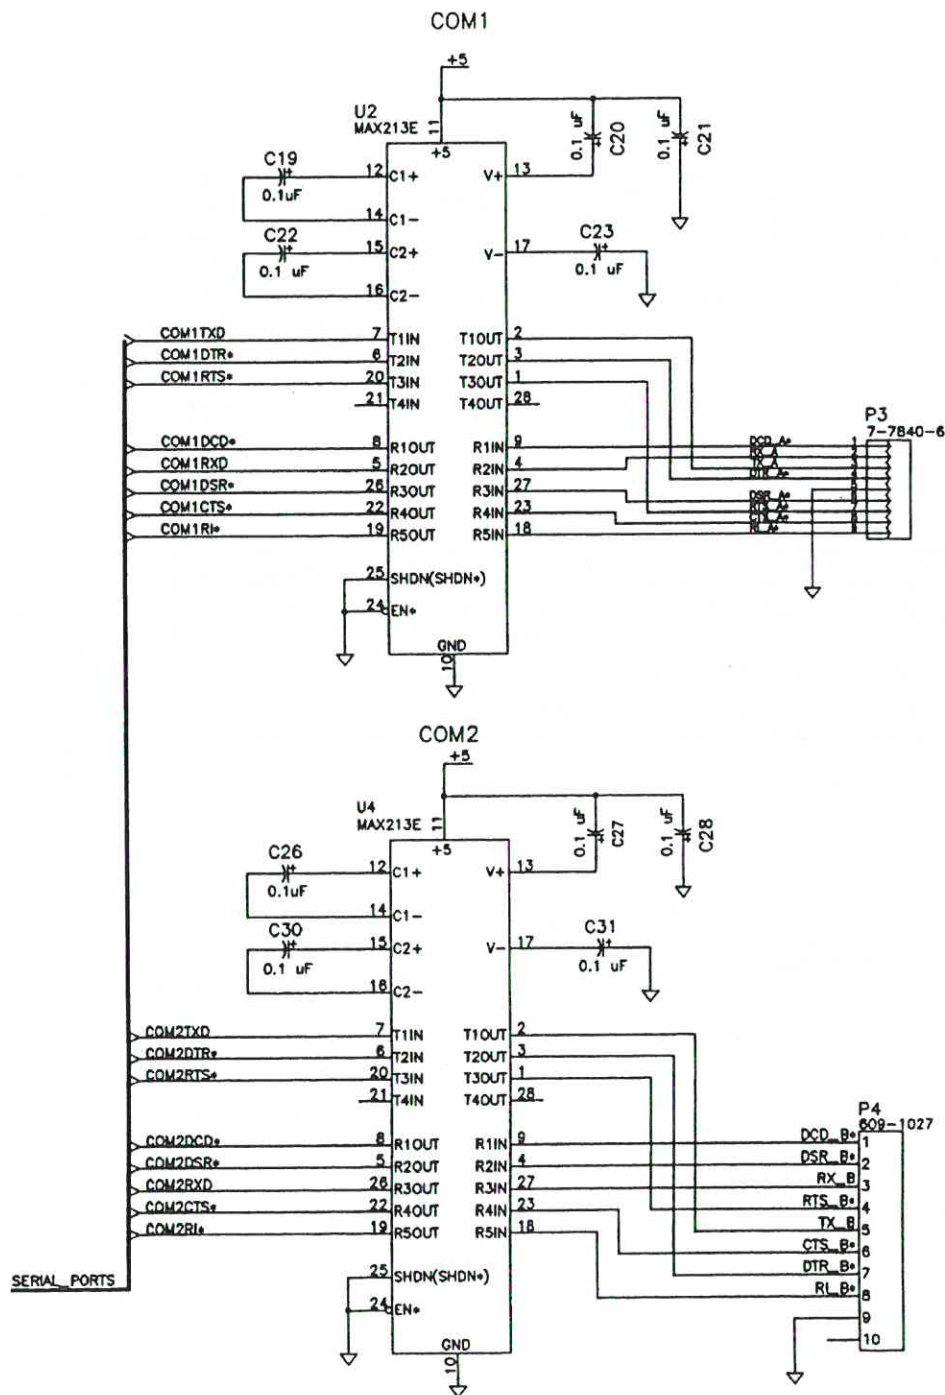 COM1
+5
U2
MAX213E
11
+5
0.1 uF
C20
0.1 uF
C21
C19
0.1uF
12 C1+
V+ 13
14 C1-
C22
0.1 uF
15 C2+
V- 17
C23
0.1 uF
16 C2-
COM1TXD 7 T1IN T1OUT 2
COM1DTR* 6 T2IN T2OUT 3
COM1RTS* 20 T3IN T3OUT 1
21 T4IN T4OUT 28
P3
7-7840-6
COM1DCD* 8 R1OUT R1IN 9 DCD_A* 1
COM1RXD 5 R2OUT R2IN 4 RX_A
TX_A
DTR_A*
COM1DSR* 26 R3OUT R3IN 27 DSR_A*
RTS_A*
COM1CTS* 22 R4OUT R4IN 23 CTS_A*
COM1RI* 19 R5OUT R5IN 18 RI_A*
25 SHDN(SHDN*)
24 EN*
GND
10
COM2
+5
U4
MAX213E
11
+5
0.1 uF
C27
0.1 uF
C28
C26
0.1uF
12 C1+
V+ 13
14 C1-
C30
0.1 uF
15 C2+
V- 17
C31
0.1 uF
16 C2-
COM2TXD 7 T1IN T1OUT 2
COM2DTR* 6 T2IN T2OUT 3
COM2RTS* 20 T3IN T3OUT 1
21 T4IN T4OUT 28
P4
609-1027
COM2DCD* 8 R1OUT R1IN 9 DCD_B* 1
COM2DSR* 5 R2OUT R2IN 4 DSR_B* 2
COM2RXD 26 R3OUT R3IN 27 RX_B 3
COM2CTS* 22 R4OUT R4IN 23 RTS_B* 4
COM2RI* 19 R5OUT R5IN 18 TX_B 5
CTS_B* 6
DTR_B* 7
RI_B* 8
9
10
SERIAL_PORTS
25 SHDN(SHDN*)
24 EN*
GND
10